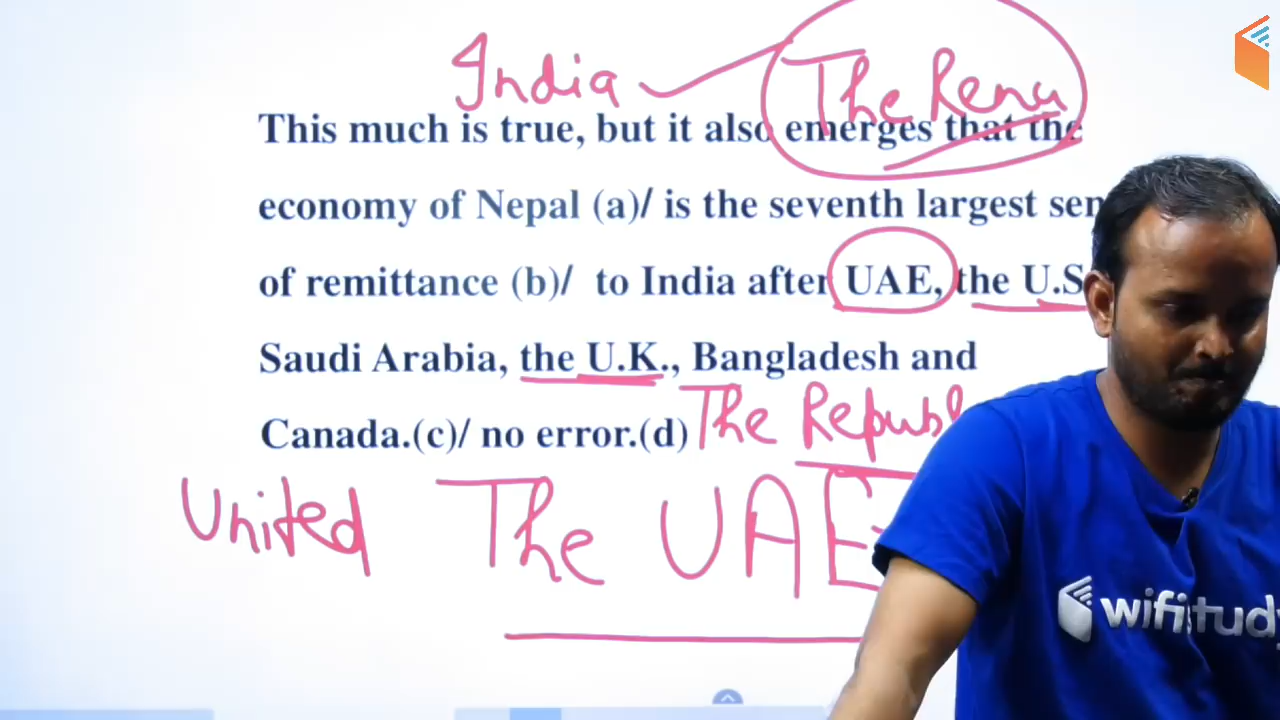 India The Renu
This much is true, but it also emerges that the
economy of Nepal (a)/ is the seventh largest
of remittance (b)/ to India after UAE, the U.S
Saudi Arabia, the U.K., Bangladesh and
Canada.(c)/ no error.(d) The
United The UAE
wifistudy